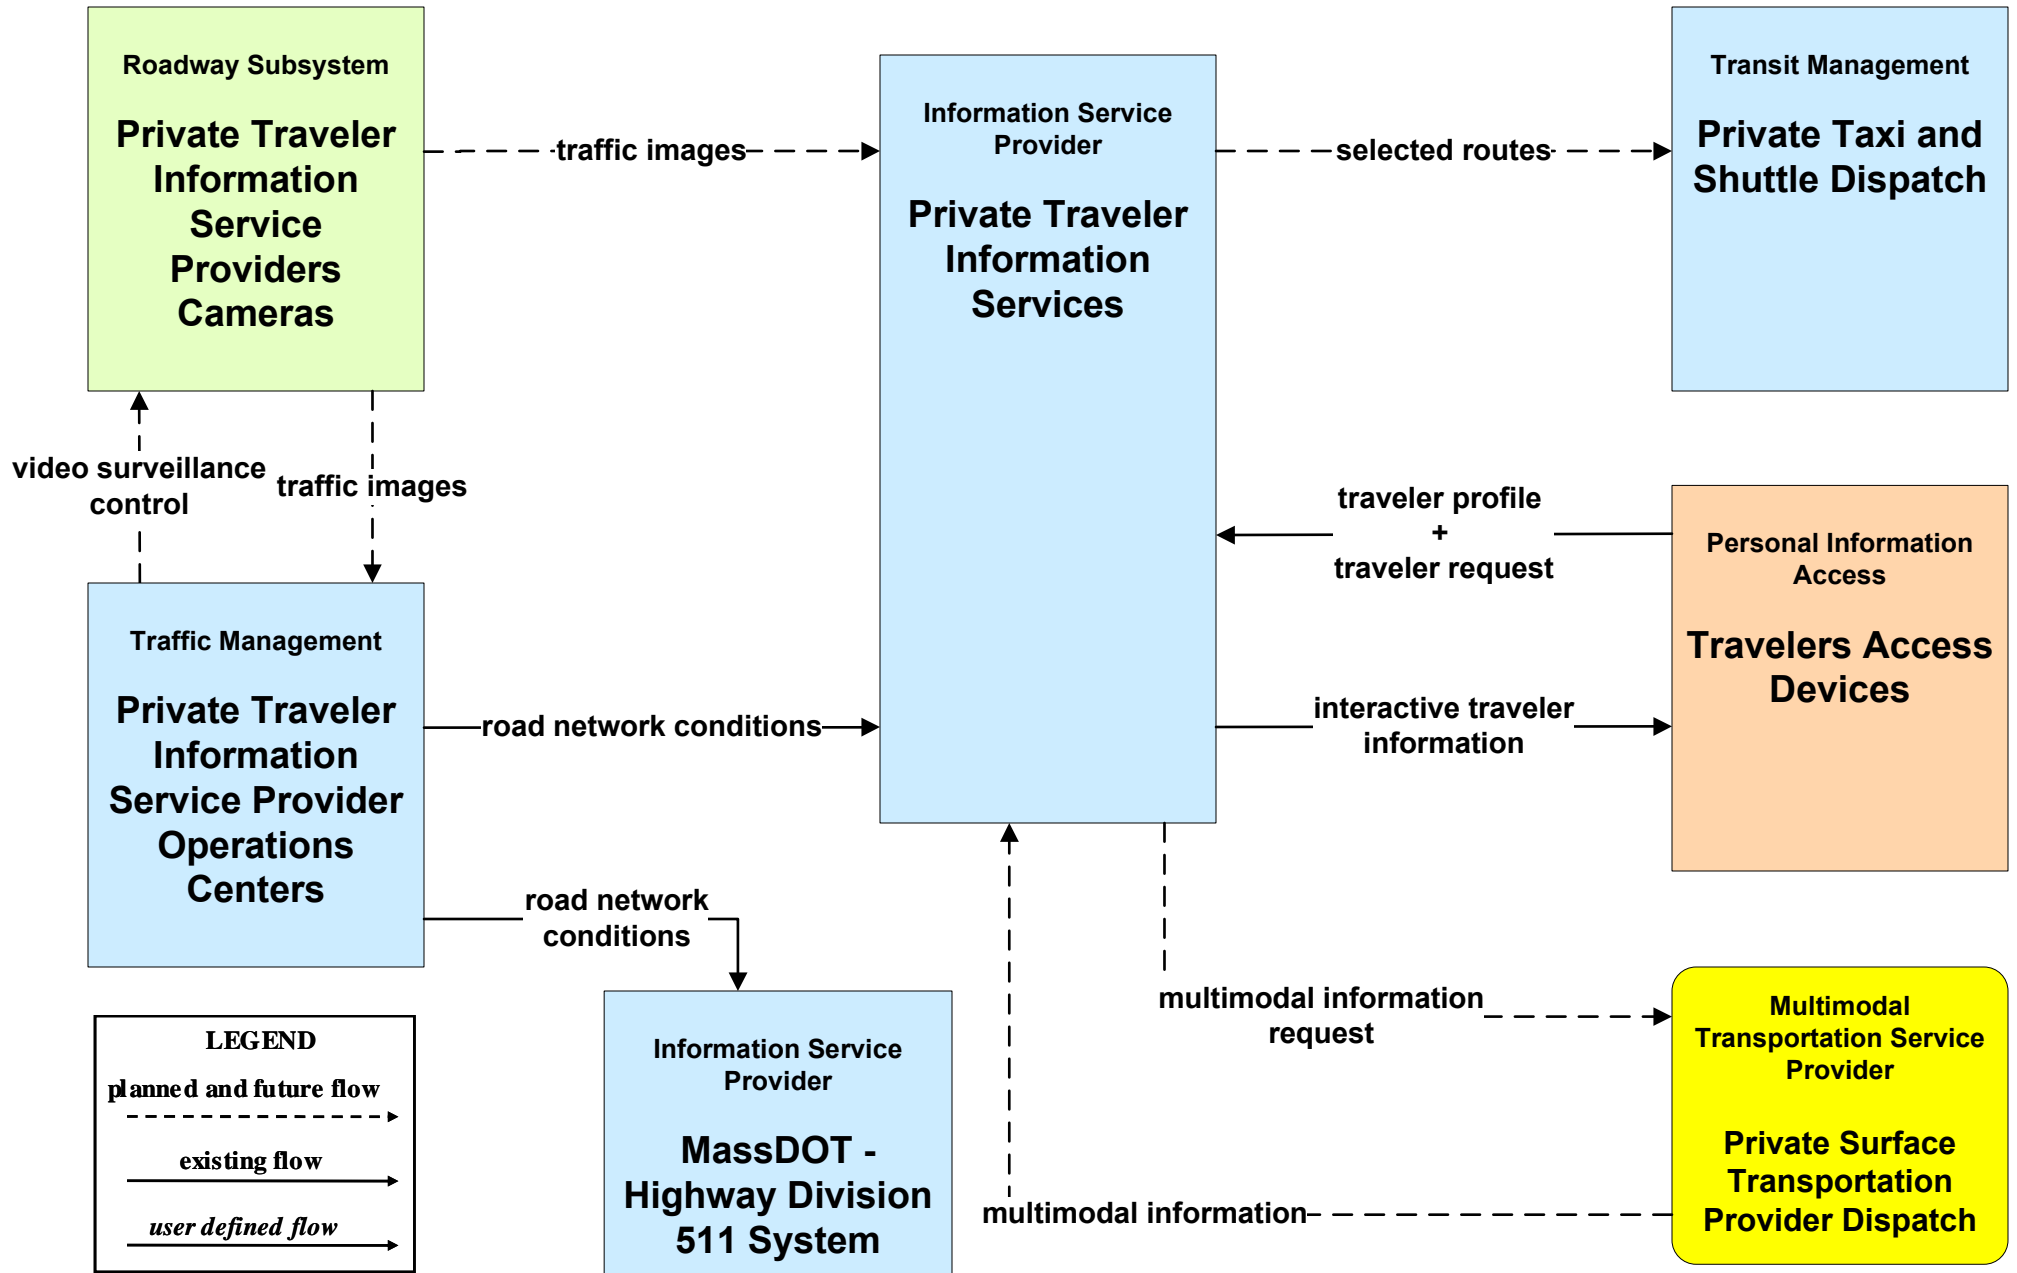 Roadway Subsystem
Private Traveler
Information
Service
Providers
Cameras
traffic images
Information Service
Provider
Private Traveler
Information
Services
selected routes
Transit Management
Private Taxi and
Shuttle Dispatch
video surveillance
control
traffic images
traveler profile
+
traveler request
Personal Information
Access
Travelers Access
Devices
Traffic Management
Private Traveler
Information
Service Provider
Operations
Centers
road network conditions
interactive traveler
information
road network
conditions
multimodal information
request
Multimodal
Transportation Service
Provider
Private Surface
Transportation
Provider Dispatch
LEGEND
planned and future flow
existing flow
user defined flow
Information Service
Provider
MassDOT -
Highway Division
511 System
multimodal information